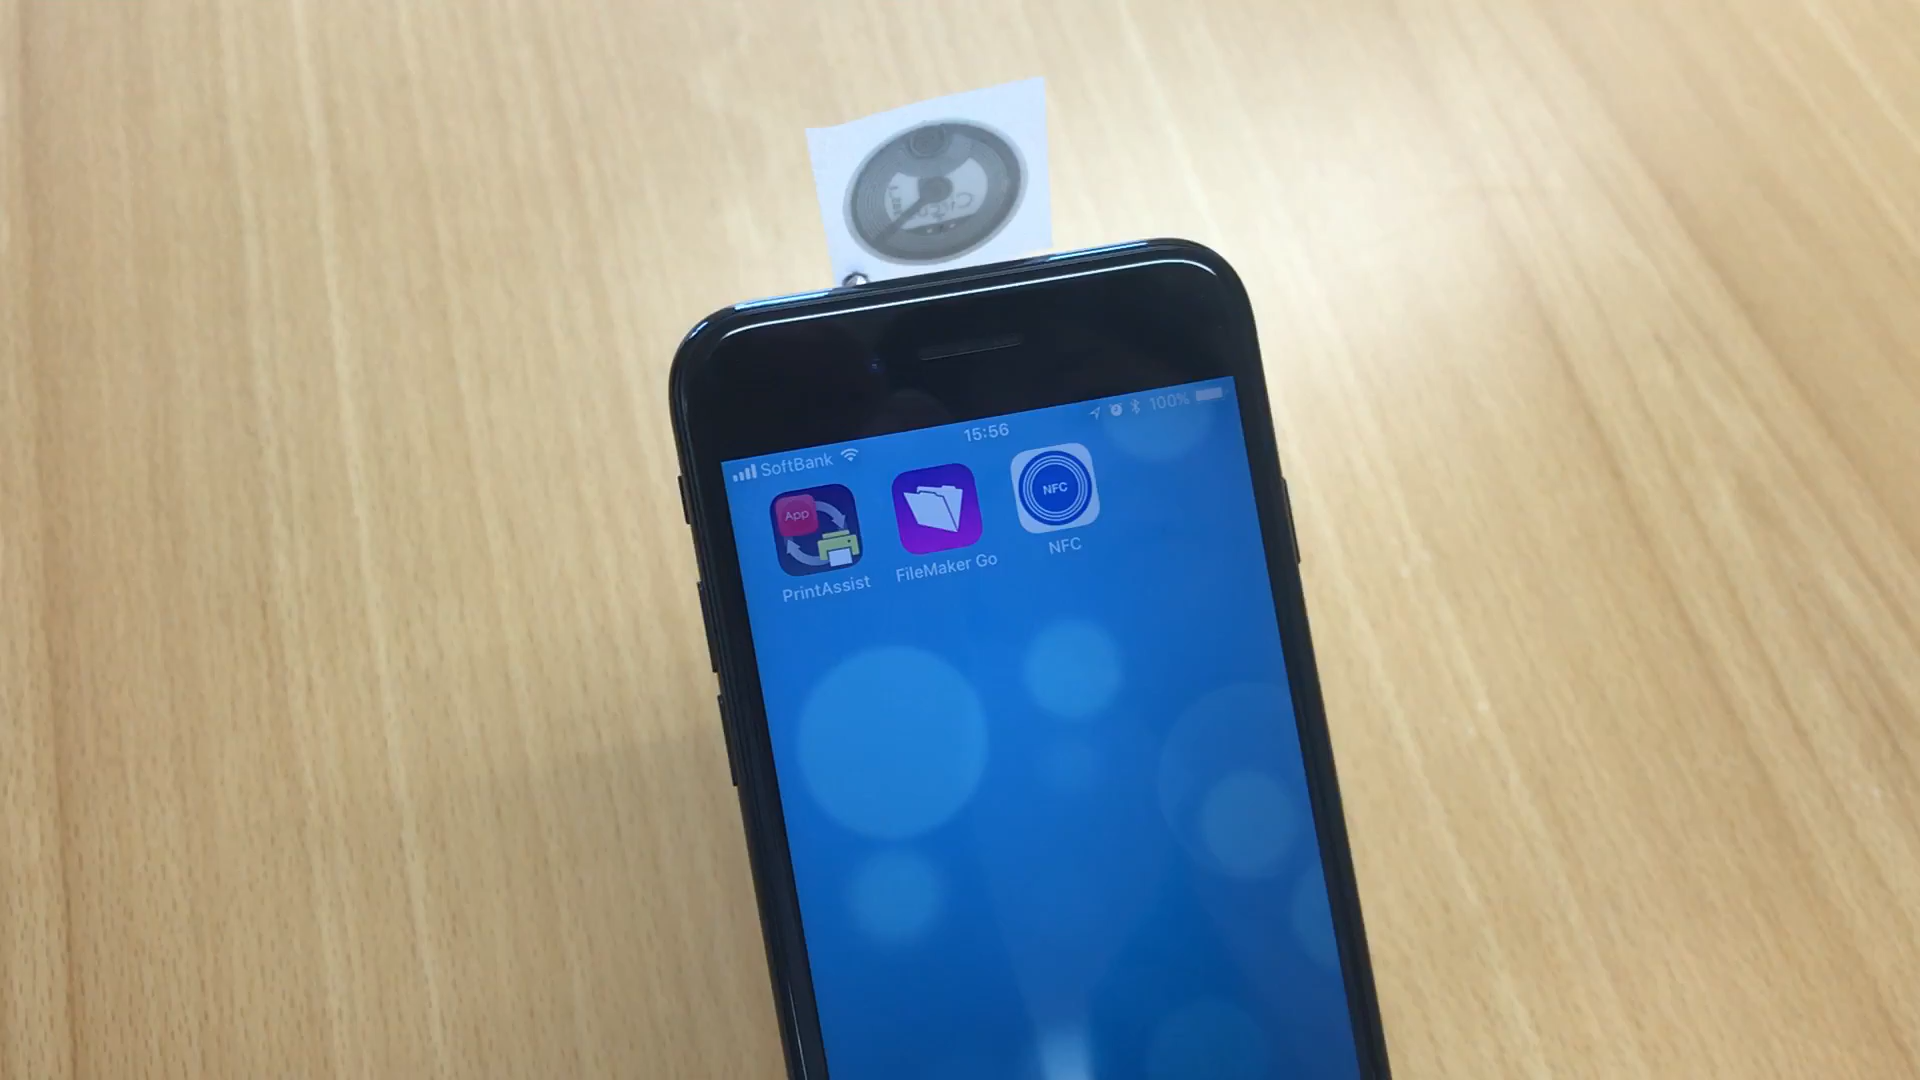 SoftBank
15:56
100%
App
PrintAssist
FileMaker Go
NFC
NFC